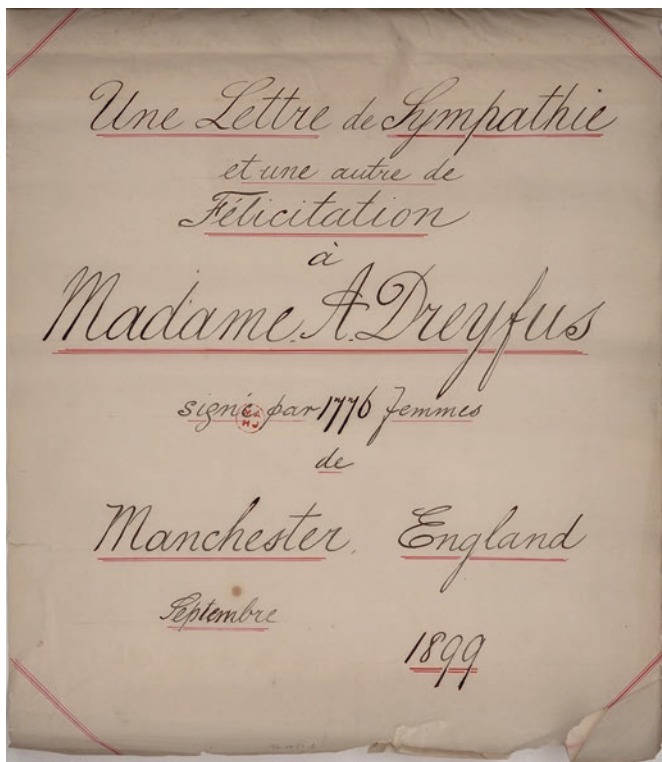 Une Lettre de Sympathie
et une autre de
Félicitation
à
Madame. A. Dreyfus
signé par 1776 femmes
de
Manchester, England
Septembre
1899